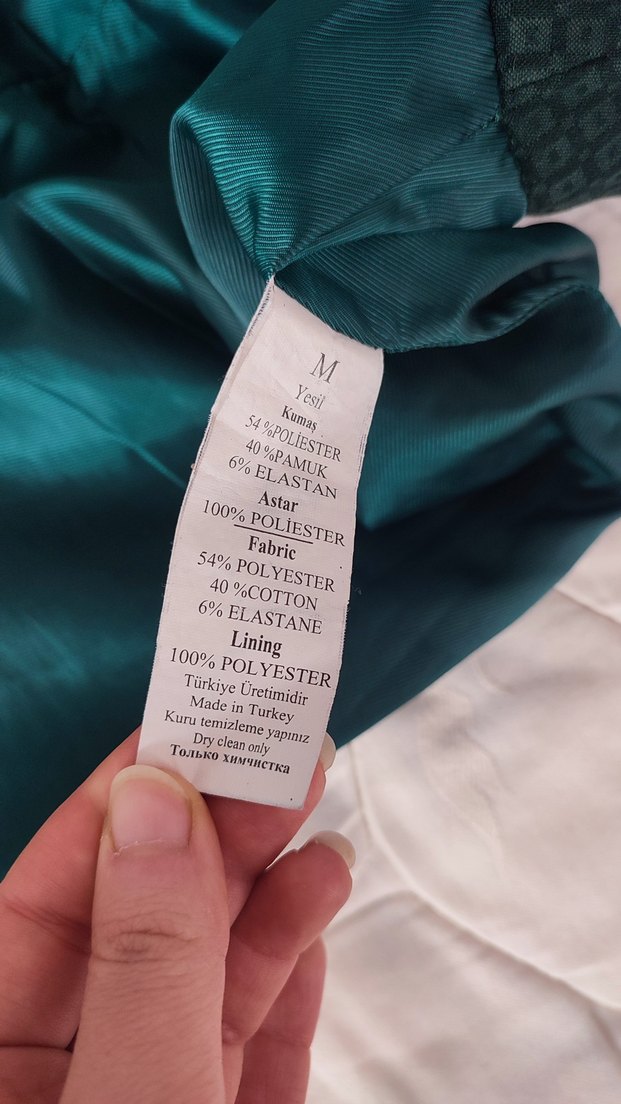 M
Yesil
Kumaş
54 %POLİESTER
40 %PAMUK
6% ELASTAN
Astar
100% POLİESTER
Fabric
54% POLYESTER
40 %COTTON
6% ELASTANE
Lining
100% POLYESTER
Türkiye Üretimidir
Made in Turkey
Kuru temizleme yapınız
Dry clean only
Только химчистка